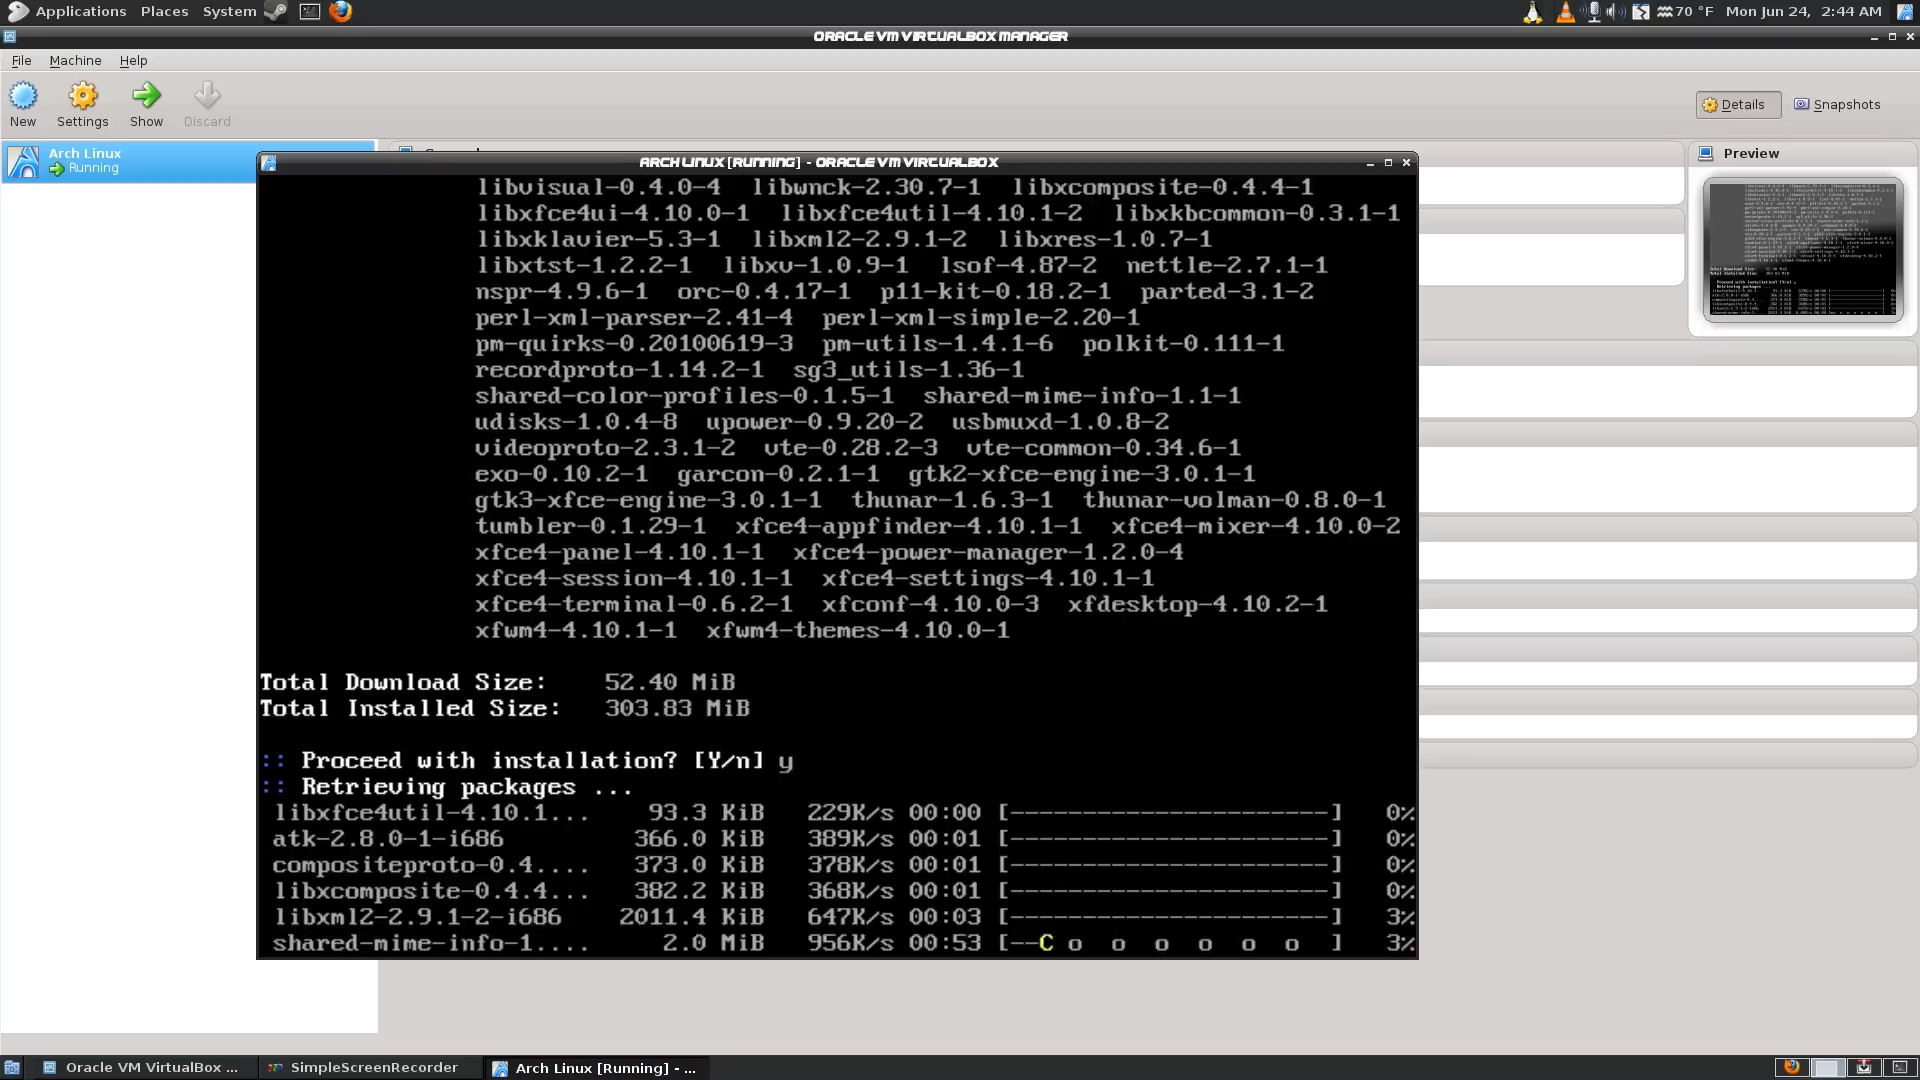 Applications Places System 70 °F Mon Jun 24, 2:44 AM
ORACLE VM VIRTUALBOX MANAGER
File Machine Help
New Settings Show Discard Details Snapshots
Arch Linux
Running
Preview
ARCH LINUX [RUNNING] - ORACLE VM VIRTUALBOX
libvisual-0.4.0-4 libwnck-2.30.7-1 libxcomposite-0.4.4-1
libxfce4ui-4.10.0-1 libxfce4util-4.10.1-2 libxkbcommon-0.3.1-1
libxklavier-5.3-1 libxml2-2.9.1-2 libxres-1.0.7-1
libxtst-1.2.2-1 libxv-1.0.9-1 lsof-4.87-2 nettle-2.7.1-1
nspr-4.9.6-1 orc-0.4.17-1 p11-kit-0.18.2-1 parted-3.1-2
perl-xml-parser-2.41-4 perl-xml-simple-2.20-1
pm-quirks-0.20100619-3 pm-utils-1.4.1-6 polkit-0.111-1
recordproto-1.14.2-1 sg3_utils-1.36-1
shared-color-profiles-0.1.5-1 shared-mime-info-1.1-1
udisks-1.0.4-8 upower-0.9.20-2 usbmuxd-1.0.8-2
videoproto-2.3.1-2 vte-0.28.2-3 vte-common-0.34.6-1
exo-0.10.2-1 garcon-0.2.1-1 gtk2-xfce-engine-3.0.1-1
gtk3-xfce-engine-3.0.1-1 thunar-1.6.3-1 thunar-volman-0.8.0-1
tumbler-0.1.29-1 xfce4-appfinder-4.10.1-1 xfce4-mixer-4.10.0-2
xfce4-panel-4.10.1-1 xfce4-power-manager-1.2.0-4
xfce4-session-4.10.1-1 xfce4-settings-4.10.1-1
xfce4-terminal-0.6.2-1 xfconf-4.10.0-3 xfdesktop-4.10.2-1
xfwm4-4.10.1-1 xfwm4-themes-4.10.0-1
Total Download Size: 52.40 MiB
Total Installed Size: 303.83 MiB
:: Proceed with installation? [Y/n] y
:: Retrieving packages ...
libxfce4util-4.10.1... 93.3 KiB 229K/s 00:00 [----------------------] 0%
atk-2.8.0-1-i686 366.0 KiB 389K/s 00:01 [----------------------] 0%
compositeproto-0.4.... 373.0 KiB 378K/s 00:01 [----------------------] 0%
libxcomposite-0.4.4... 382.2 KiB 368K/s 00:01 [----------------------] 0%
libxml2-2.9.1-2-i686 2011.4 KiB 647K/s 00:03 [----------------------] 3%
shared-mime-info-1.... 2.0 MiB 956K/s 00:53 [--C o o o o o o ] 3%
Oracle VM VirtualBox ... SimpleScreenRecorder Arch Linux [Running] - ...